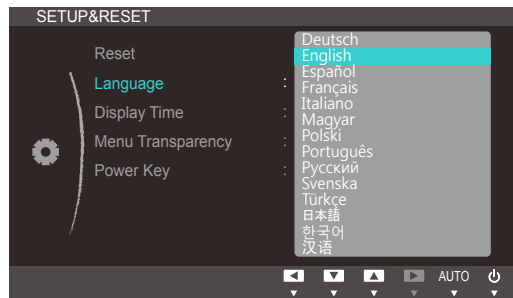 SETUP&RESET
Reset
Language :
Display Time :
Menu Transparency :
Power Key :
Deutsch
English
Español
Français
Italiano
Magyar
Polski
Português
Русский
Svenska
Türkçe
日本語
한국어
汉语
AUTO